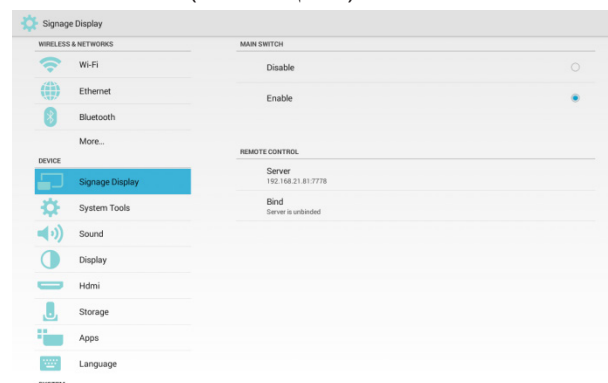 Signage Display
WIRELESS & NETWORKS
Wi-Fi
Ethernet
Bluetooth
More...
DEVICE
Signage Display
System Tools
Sound
Display
Hdmi
Storage
Apps
Language
MAIN SWITCH
Disable
Enable
REMOTE CONTROL
Server
192.168.21.81:7778
Bind
Server is unbinded